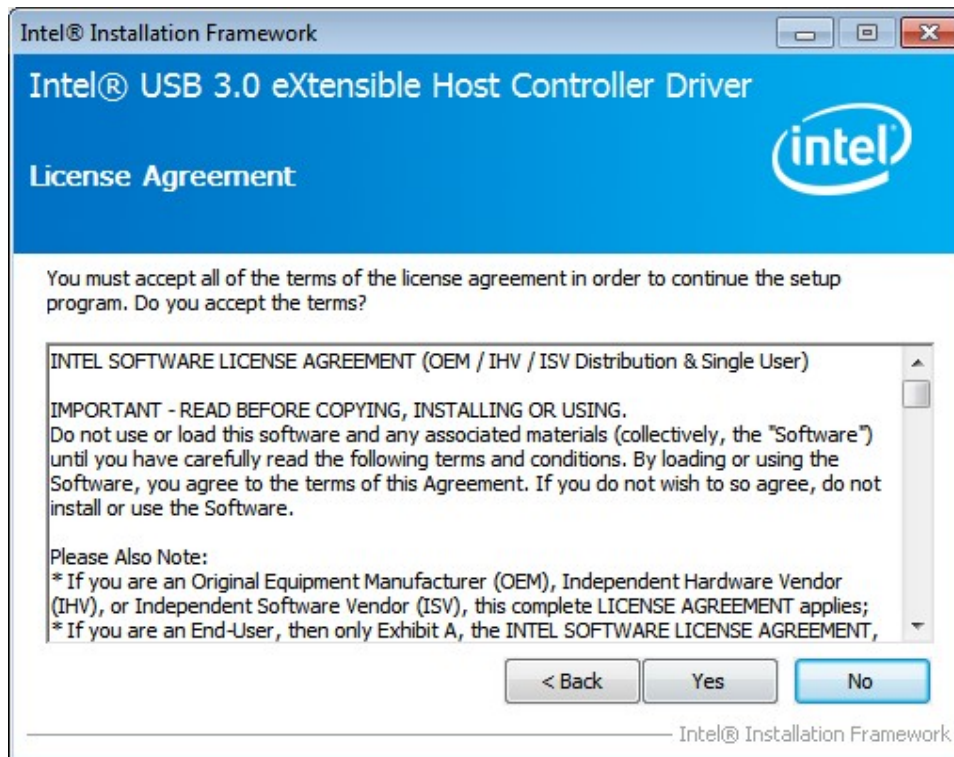 Intel® Installation Framework
Intel® USB 3.0 eXtensible Host Controller Driver
intel
License Agreement
You must accept all of the terms of the license agreement in order to continue the setup
program. Do you accept the terms?
INTEL SOFTWARE LICENSE AGREEMENT (OEM / IHV / ISV Distribution & Single User)
IMPORTANT - READ BEFORE COPYING, INSTALLING OR USING.
Do not use or load this software and any associated materials (collectively, the "Software")
until you have carefully read the following terms and conditions. By loading or using the
Software, you agree to the terms of this Agreement. If you do not wish to so agree, do not
install or use the Software.
Please Also Note:
* If you are an Original Equipment Manufacturer (OEM), Independent Hardware Vendor
(IHV), or Independent Software Vendor (ISV), this complete LICENSE AGREEMENT applies;
* If you are an End-User, then only Exhibit A, the INTEL SOFTWARE LICENSE AGREEMENT,
< Back Yes No
Intel® Installation Framework